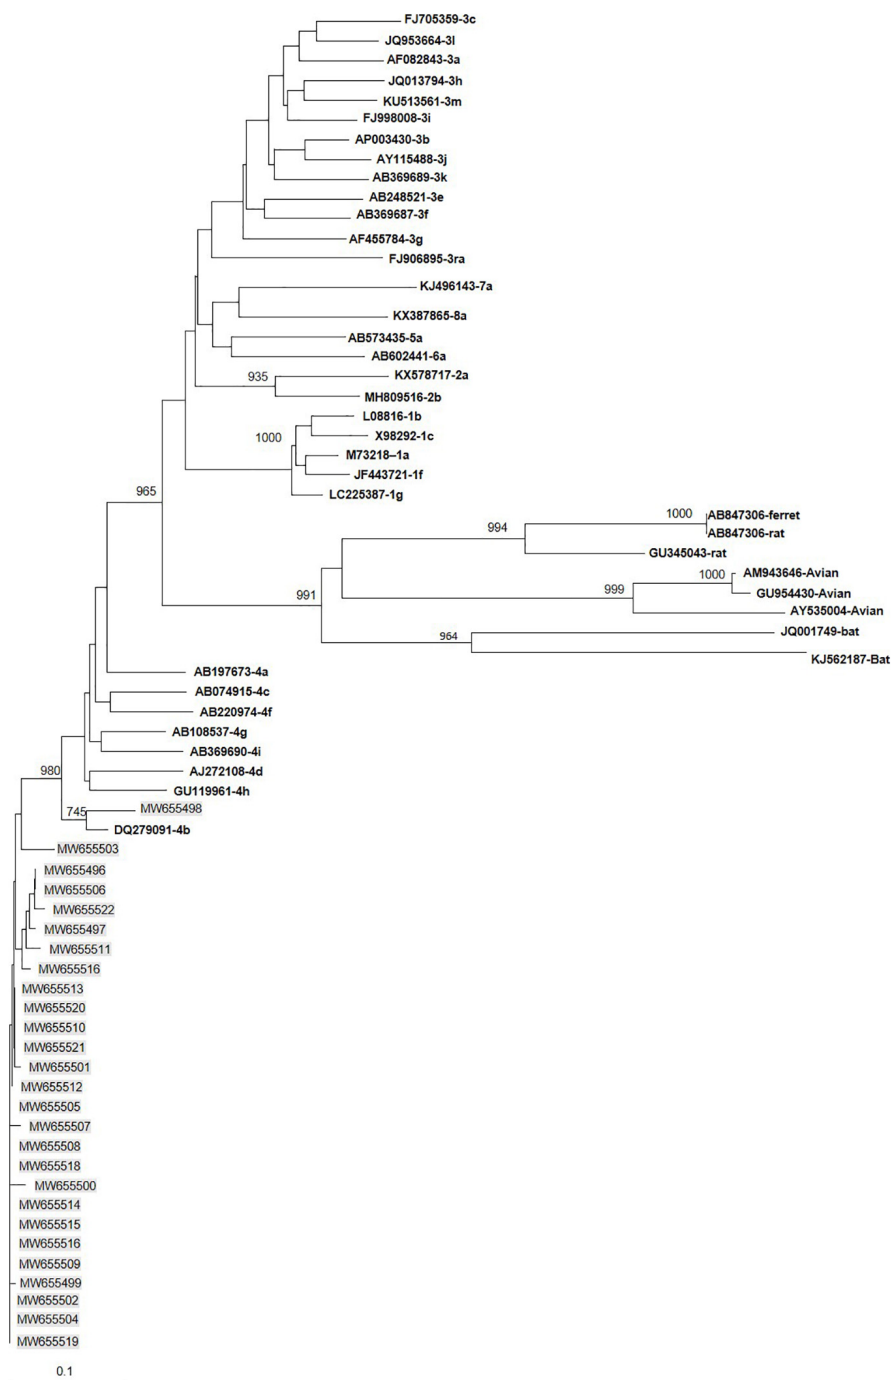 FJ705359-3c
JQ953664-3l
AF082843-3a
JQ013794-3h
KU513561-3m
FJ998008-3i
AP003430-3b
AY115488-3j
AB369689-3k
AB248521-3e
AB369687-3f
AF455784-3g
FJ906895-3ra
KJ496143-7a
KX387865-8a
AB573435-5a
AB602441-6a
935
KX578717-2a
MH809516-2b
L08816-1b
1000
X98292-1c
M73218–1a
JF443721-1f
965
LC225387-1g
1000
AB847306-ferret
994
AB847306-rat
GU345043-rat
1000
AM943646-Avian
999
GU954430-Avian
991
AY535004-Avian
964
JQ001749-bat
KJ562187-Bat
AB197673-4a
AB074915-4c
AB220974-4f
AB108537-4g
AB369690-4i
980
AJ272108-4d
GU119961-4h
745
MW655498
DQ279091-4b
MW655503
MW655496
MW655506
MW655522
MW655497
MW655511
MW655516
MW655513
MW655520
MW655510
MW655521
MW655501
MW655512
MW655505
MW655507
MW655508
MW655518
MW655500
MW655514
MW655515
MW655516
MW655509
MW655499
MW655502
MW655504
MW655519
0.1